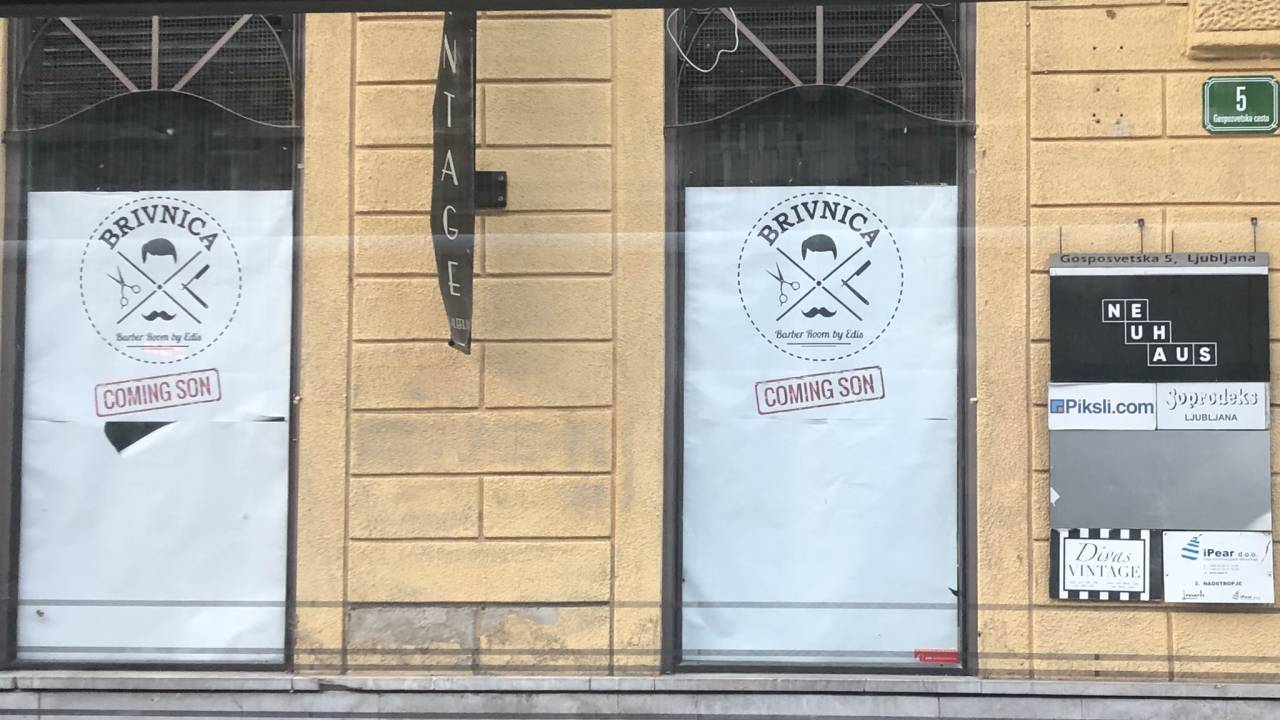 BRIVNICA
Barber Room by Edis
COMING SON
NTAGE
BRIVNICA
Barber Room by Edis
COMING SON
5
Gosposvetska cesta
Gosposvetska 5, Ljubljana
NE
UH
AUS
Piksli.com
Soprodeks
LJUBLJANA
Divas
VINTAGE
iPear d.o.o.
3. NADSTROPJE